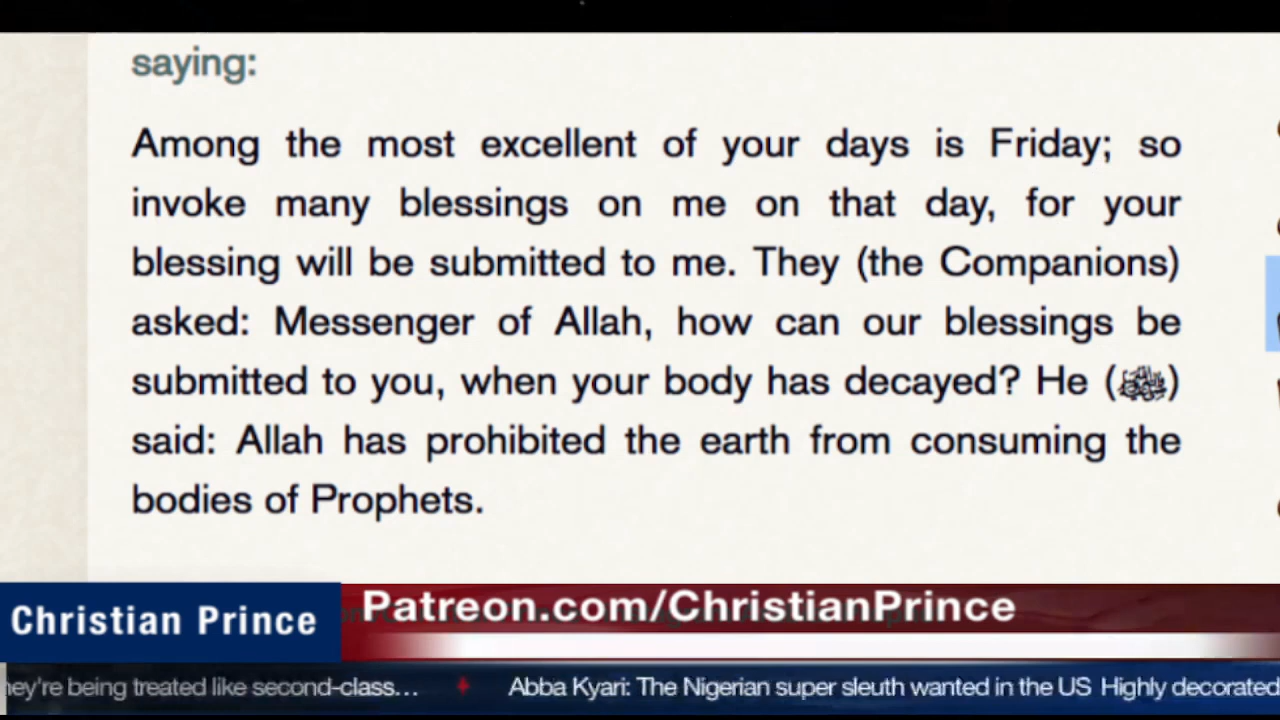 saying:
Among the most excellent of your days is Friday; so
invoke many blessings on me on that day, for your
blessing will be submitted to me. They (the Companions)
asked: Messenger of Allah, how can our blessings be
submitted to you, when your body has decayed? He (ﷺ)
said: Allah has prohibited the earth from consuming the
bodies of Prophets.
Christian Prince
Patreon.com/ChristianPrince
hey're being treated like second-class...
Abba Kyari: The Nigerian super sleuth wanted in the US Highly decorated